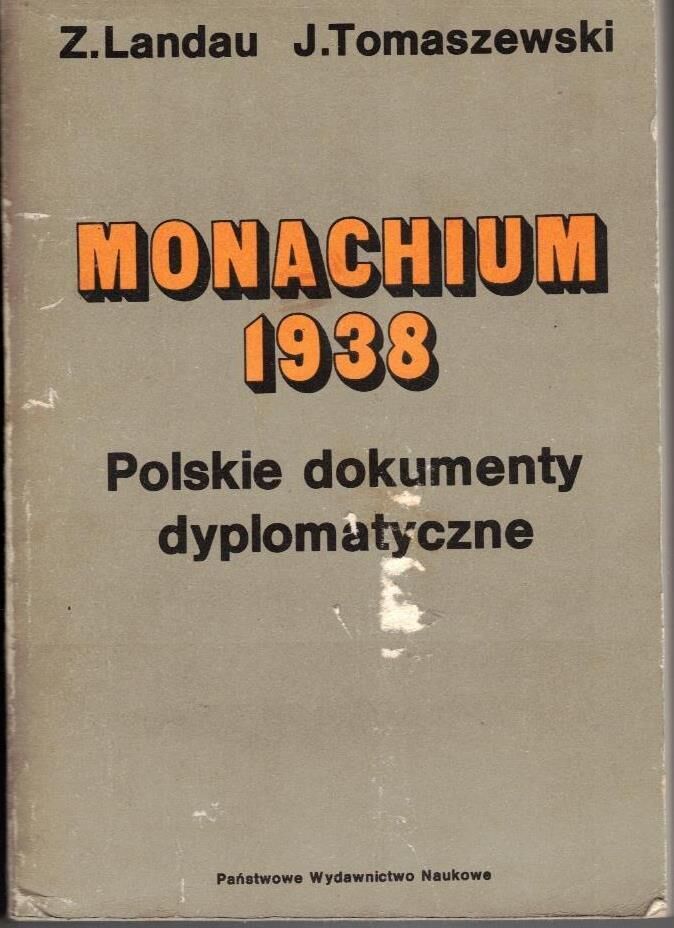 Z.Landau J.Tomaszewski
MONACHIUM
1938
Polskie dokumenty
dyplomatyczne
Państwowe Wydawnictwo Naukowe